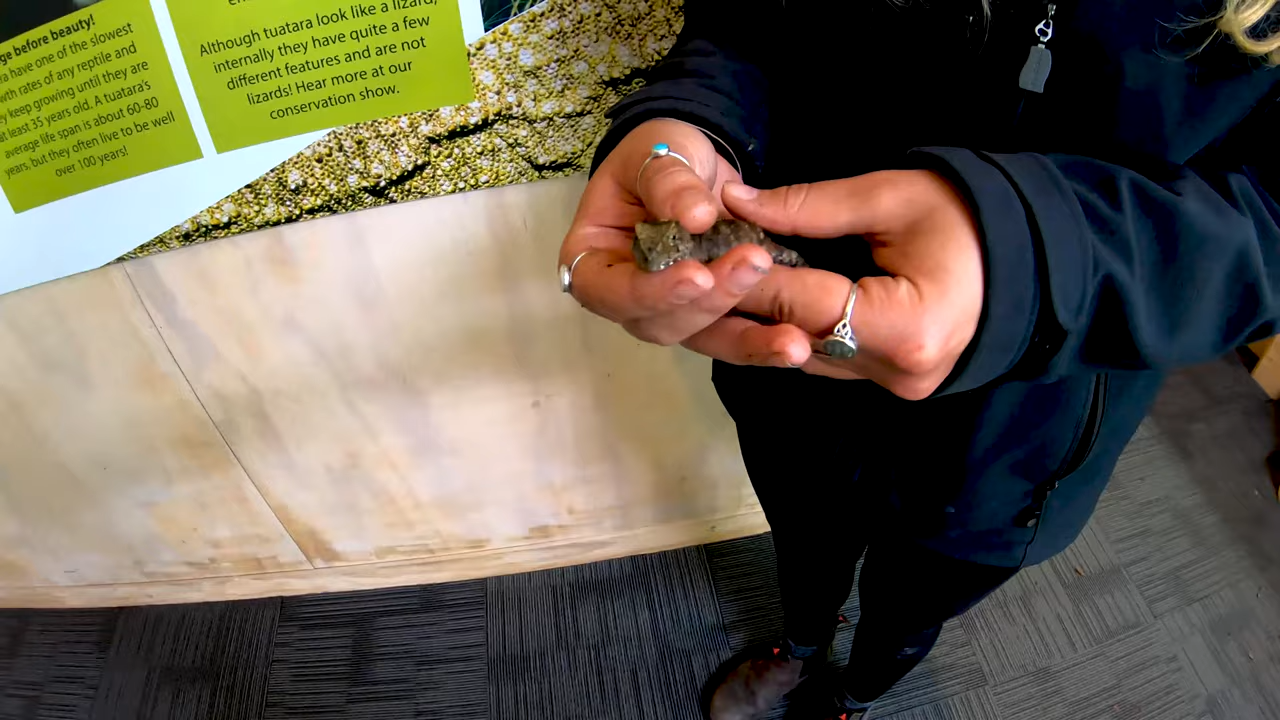 ge before beauty!
ra have one of the slowest
wth rates of any reptile and
ey keep growing until they are
at least 35 years old. A tuatara's
average life span is about 60-80
years, but they often live to be well
over 100 years!
Although tuatara look like a lizard,
internally they have quite a few
different features and are not
lizards! Hear more at our
conservation show.